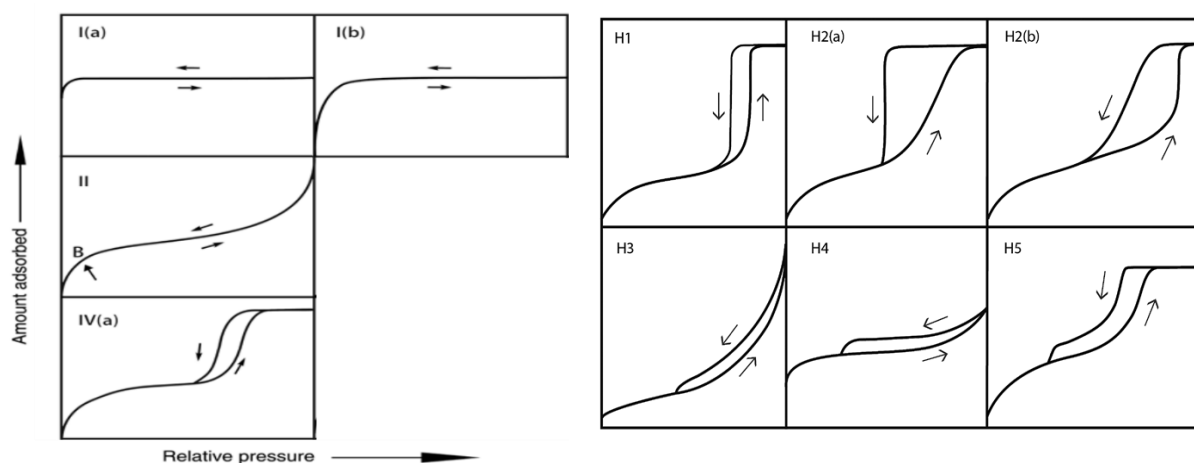 I(a)
I(b)
II
B
IV(a)
Amount adsorbed
Relative pressure
H1
H2(a)
H2(b)
H3
H4
H5